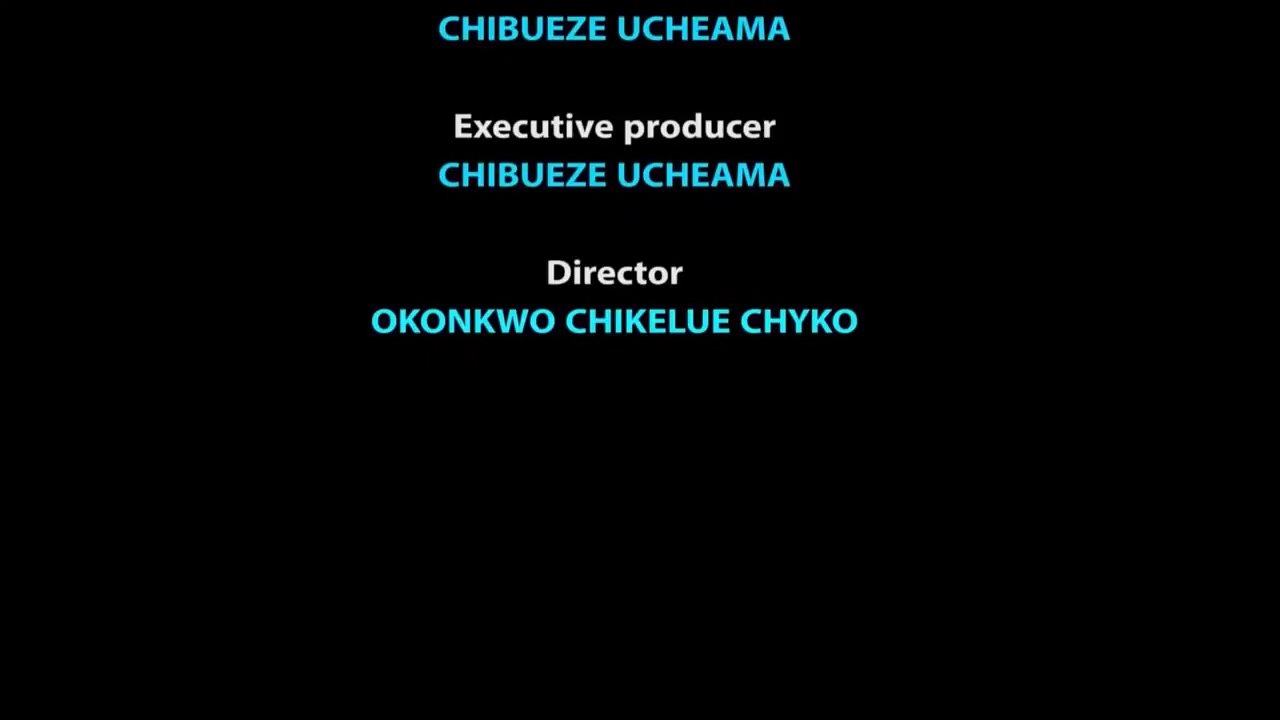 CHIBUEZE UCHEAMA
Executive producer
CHIBUEZE UCHEAMA
Director
OKONKWO CHIKELUE CHYKO